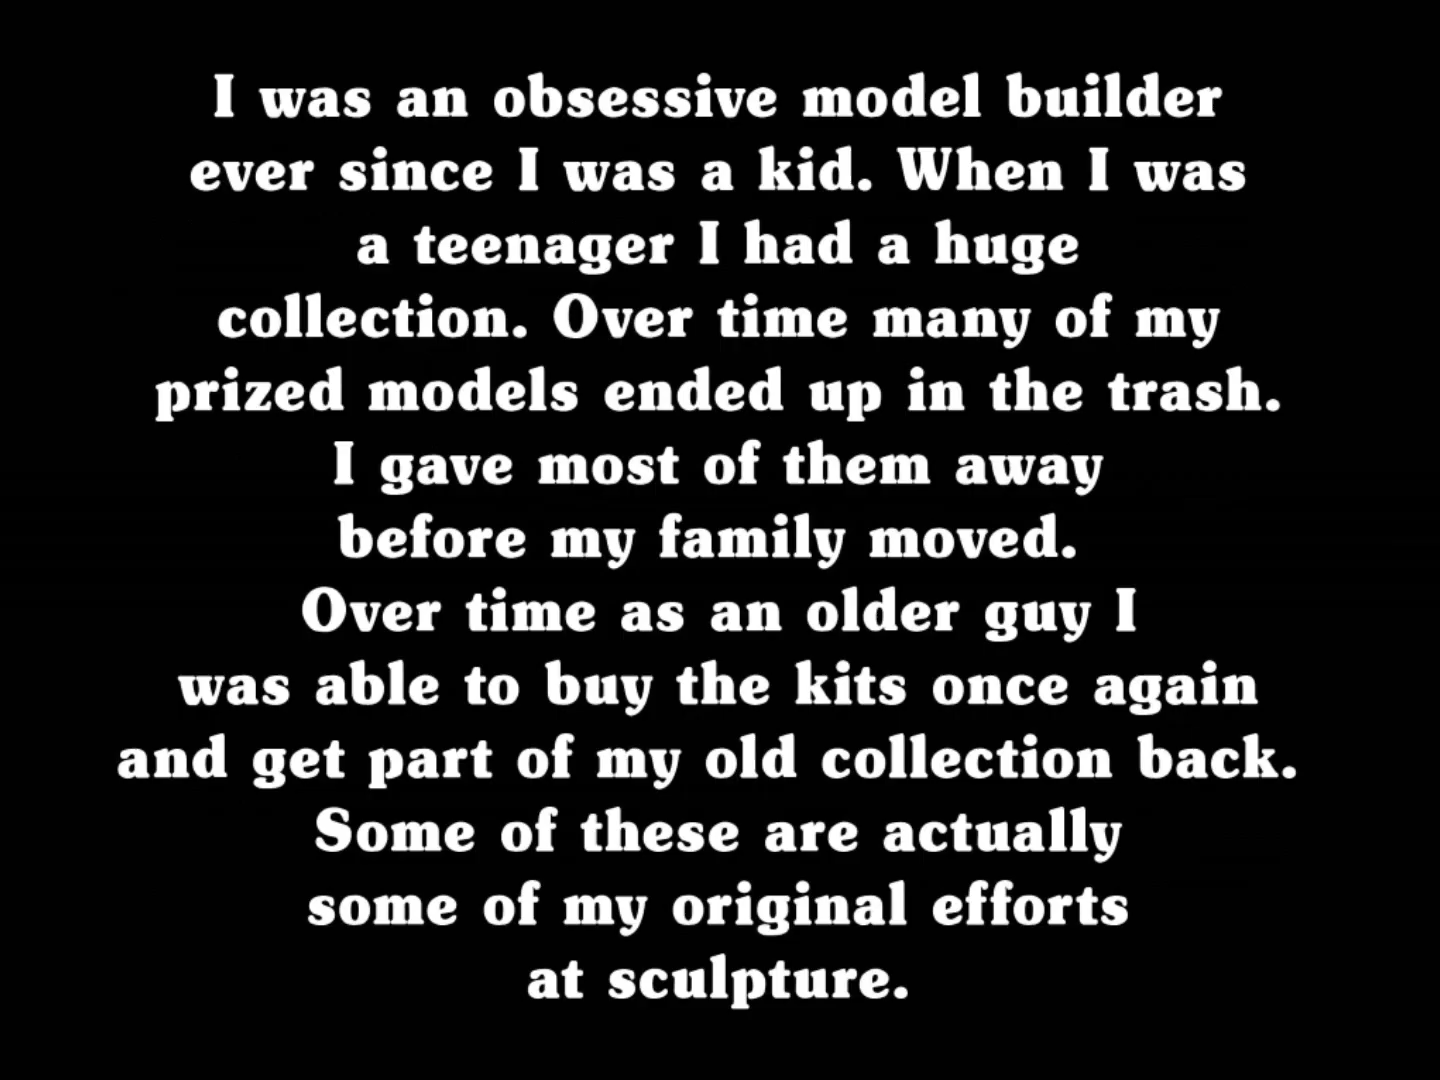 I was an obsessive model builder
ever since I was a kid. When I was
a teenager I had a huge
collection. Over time many of my
prized models ended up in the trash.
I gave most of them away
before my family moved.
Over time as an older guy I
was able to buy the kits once again
and get part of my old collection back.
Some of these are actually
some of my original efforts
at sculpture.